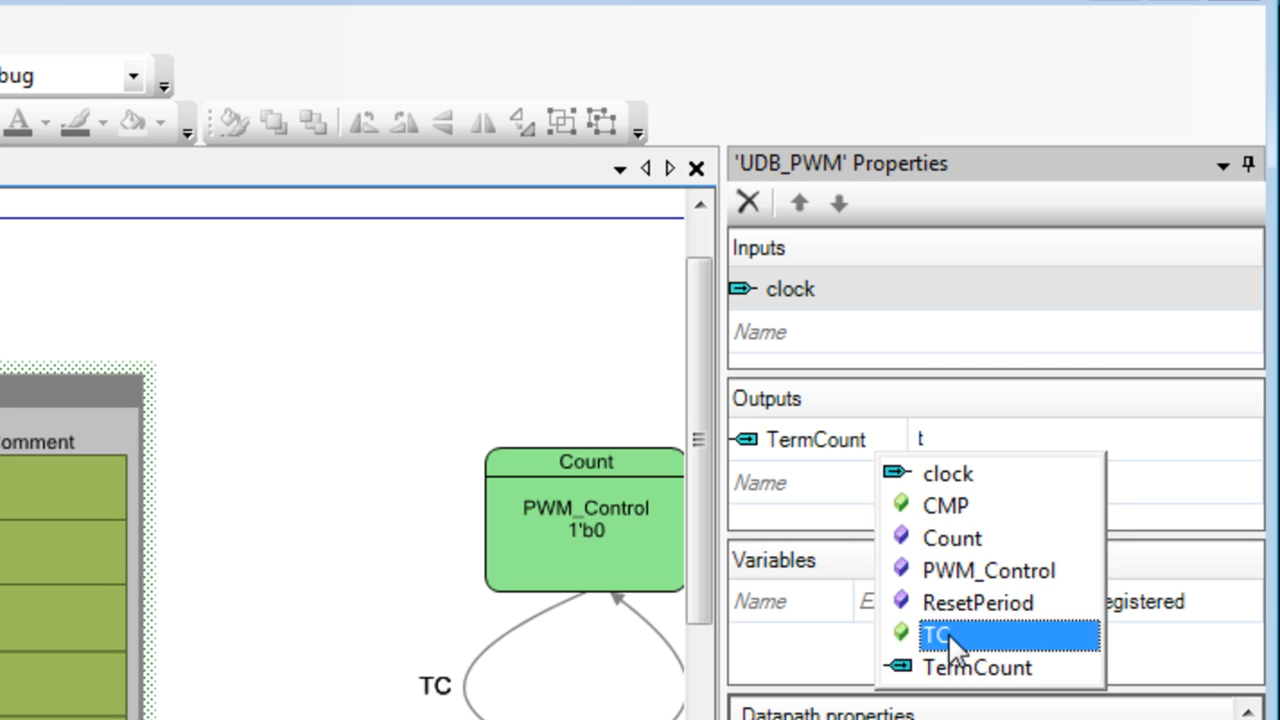 bug
A
'UDB_PWM' Properties
Inputs
clock
Name
Outputs
TermCount t
Name
clock
CMP
Count
PWM_Control
ResetPeriod
TC
TermCount
Variables
Name E egistered
Datapath properties
omment
Count
PWM_Control
1'b0
TC